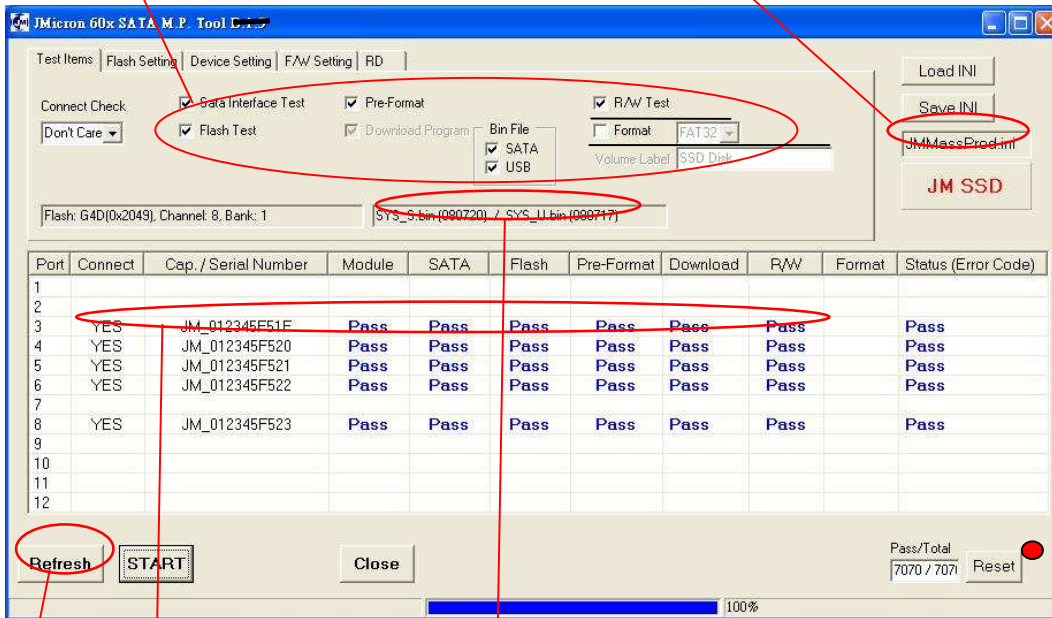 JMicron 60x SATA M.P. Tool
Test Items Flash Setting Device Setting F/W Setting RD
Load INI
Connect Check
Sata Interface Test Pre-Format R/W Test
Save INI
Don't Care Flash Test Download Program Bin File Format FAT32
SATA
JMMassProd.ini
USB
Volume Label SSD Disk
JM SSD
Flash: G4D(0x2049), Channel: 8, Bank: 1 SYS_S.bin (080720) / SYS_U.bin (080717)
Port Connect Cap. / Serial Number Module SATA Flash Pre-Format Download R/W Format Status (Error Code)
1
2
3 YES JM_012345F51F Pass Pass Pass Pass Pass Pass Pass
4 YES JM_012345F520 Pass Pass Pass Pass Pass Pass Pass
5 YES JM_012345F521 Pass Pass Pass Pass Pass Pass Pass
6 YES JM_012345F522 Pass Pass Pass Pass Pass Pass Pass
7
8 YES JM_012345F523 Pass Pass Pass Pass Pass Pass Pass
9
10
11
12
Refresh START Close
Pass/Total
7070 / 707
Reset
100%